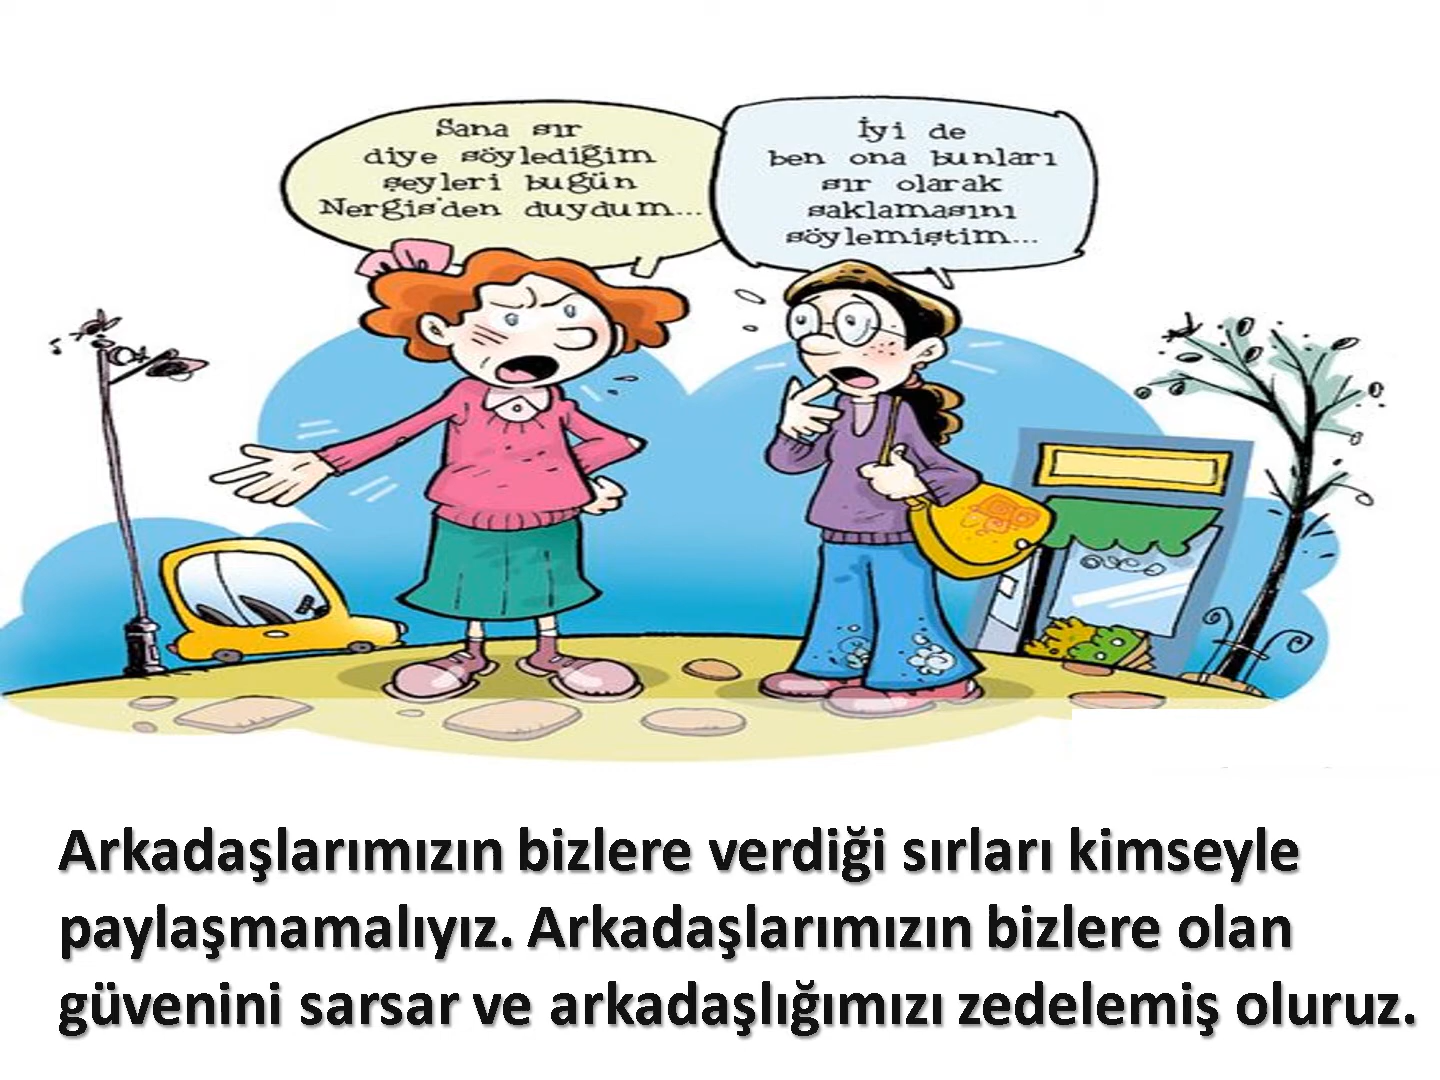 Sana sır
diye söylediğim
şeyleri bugün
Nergis'den duydum...
İyi de
ben ona bunları
sır olarak
saklamasını
söylemiştim...
Arkadaşlarımızın bizlere verdiği sırları kimseyle
paylaşmamalıyız. Arkadaşlarımızın bizlere olan
güvenini sarsar ve arkadaşlığımızı zedelemiş oluruz.